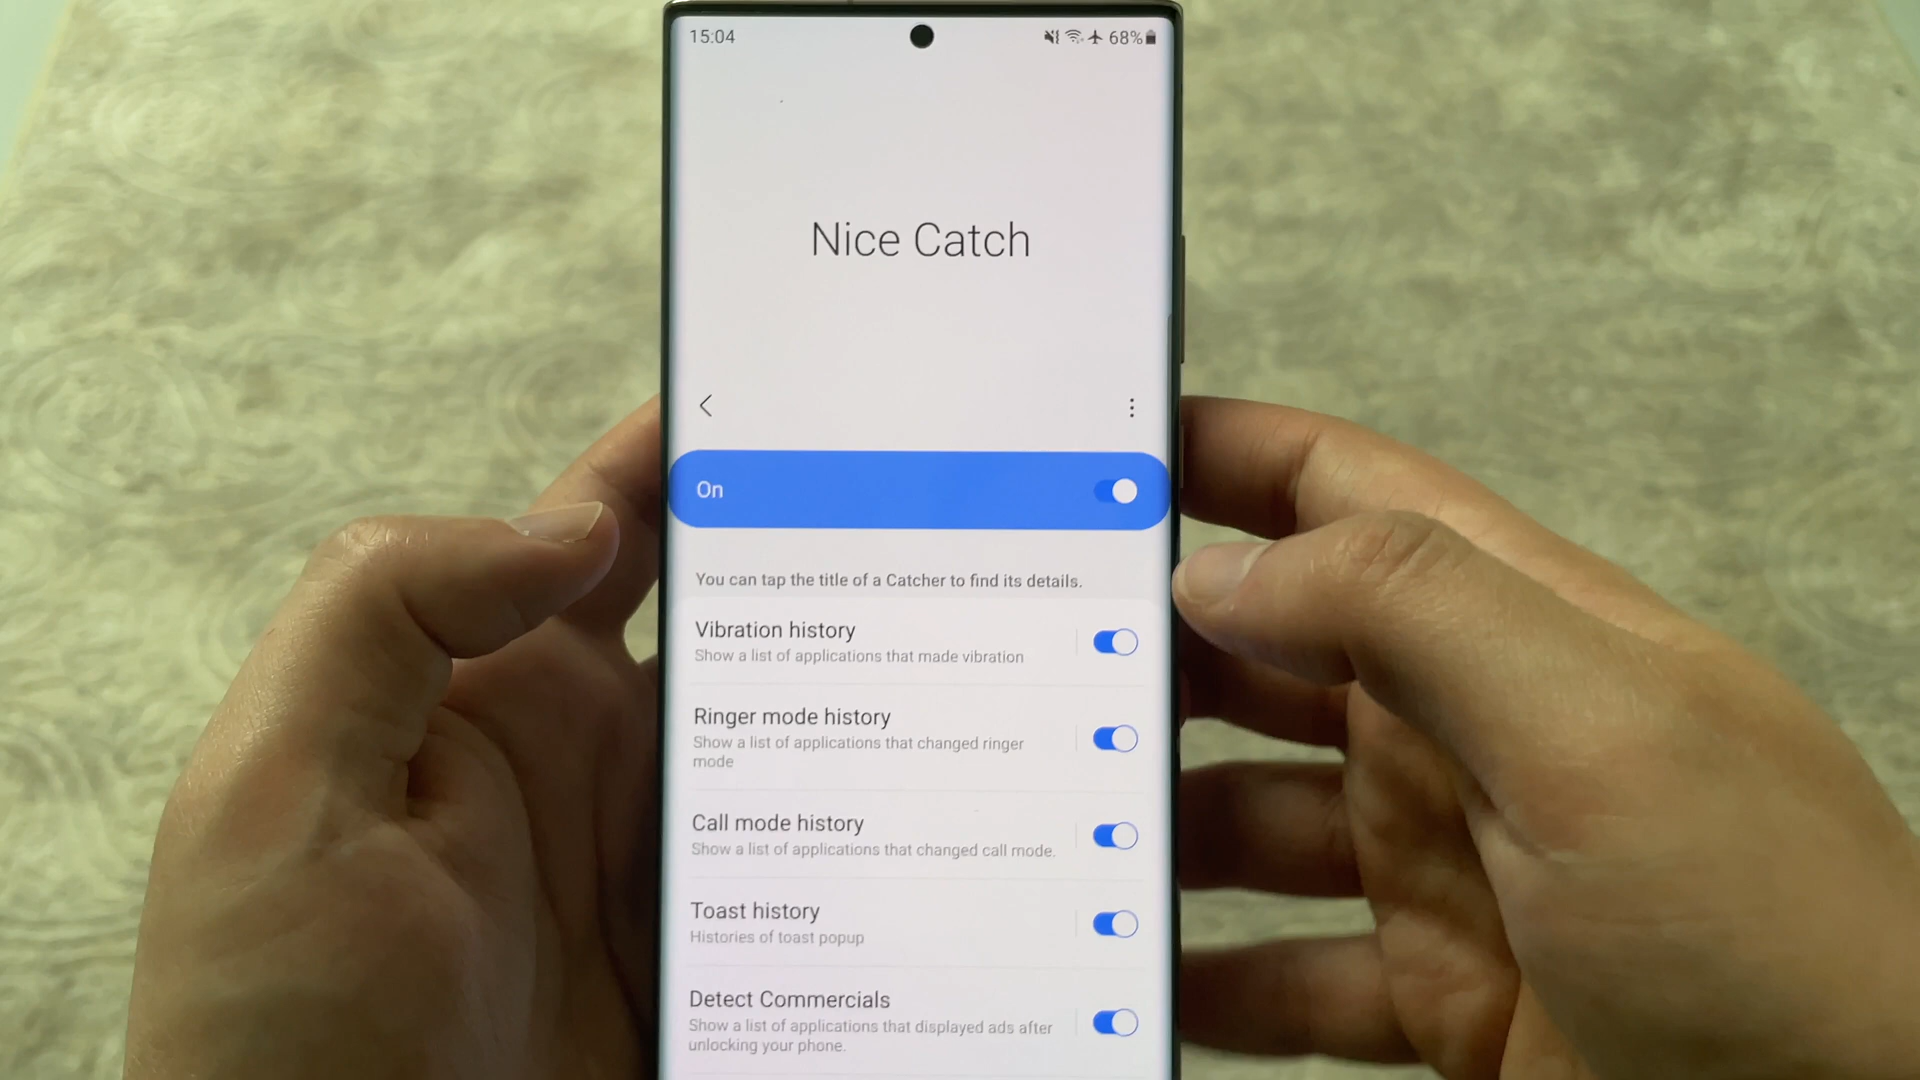 15:04
68%
Nice Catch
On
You can tap the title of a Catcher to find its details.
Vibration history
Show a list of applications that made vibration
Ringer mode history
Show a list of applications that changed ringer
mode
Call mode history
Show a list of applications that changed call mode.
Toast history
Histories of toast popup
Detect Commercials
Show a list of applications that displayed ads after
unlocking your phone.